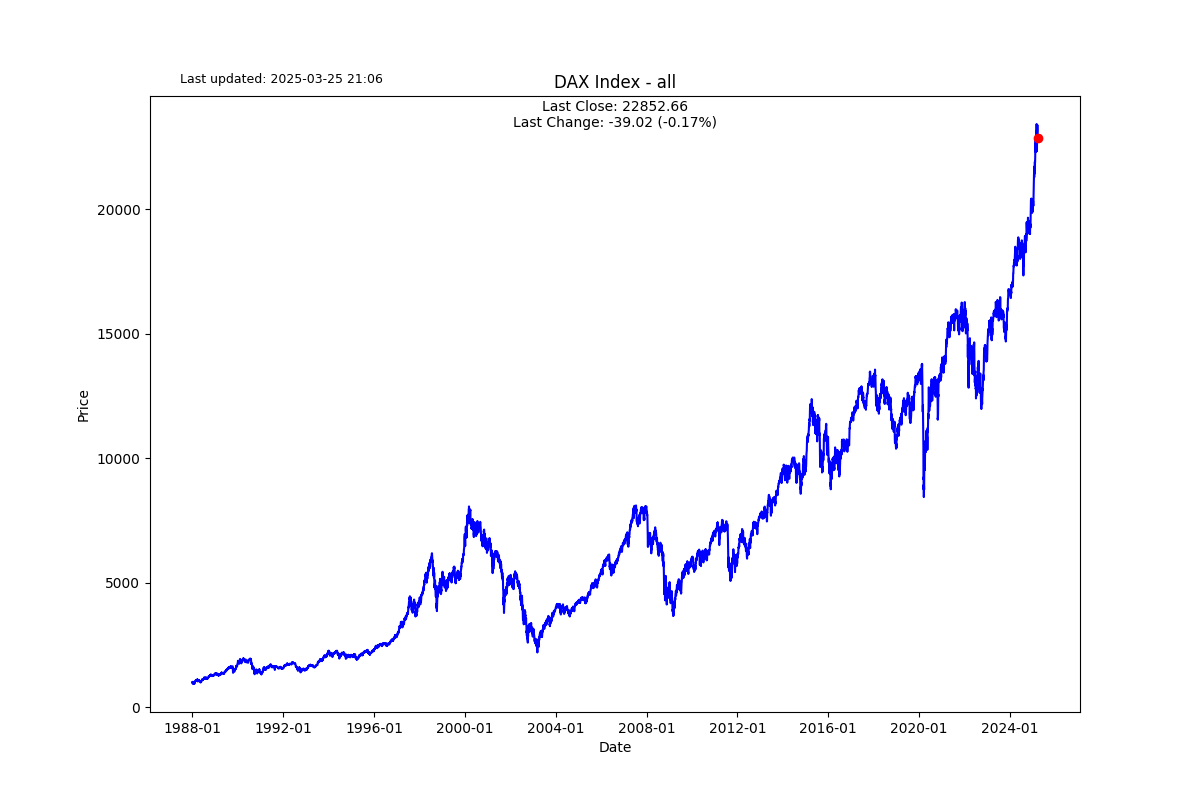 Last updated: 2025-03-25 21:06
DAX Index - all
Last Close: 22852.66
Last Change: -39.02 (-0.17%)
20000
15000
10000
5000
0
Price
1988-01 1992-01 1996-01 2000-01 2004-01 2008-01 2012-01 2016-01 2020-01 2024-01
Date